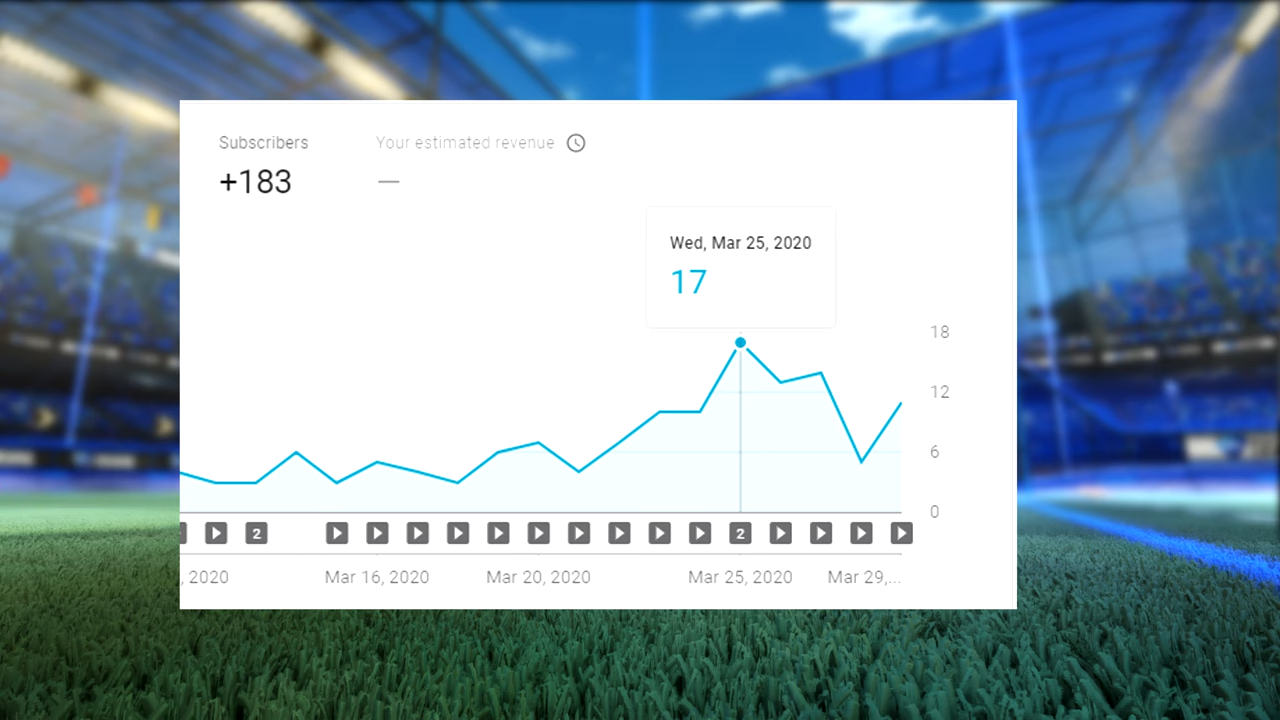 Subscribers
Your estimated revenue
+183
—
Wed, Mar 25, 2020
17
18
12
6
0
2
2
, 2020
Mar 16, 2020
Mar 20, 2020
Mar 25, 2020
Mar 29,...